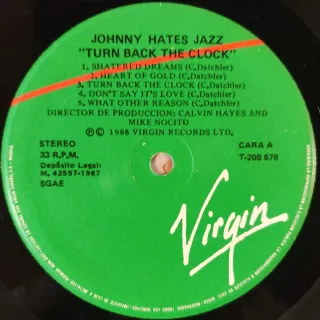 JOHNNY HATES JAZZ
"TURN BACK THE CLOCK"
1. SHATERED DREAMS (C,Datchler)
2. HEART OF GOLD (C,Datchler)
3. TURN BACK THE CLOCK (C.Datchler)
4. DON'T SAY IT'S LOVE (C.Datchler)
5. WHAT OTHER REASON (C,Datchler)
DIRECTOR DE PRODUCCION: CALVIN HAYES AND
MIKE NOCITO
℗© 1988 VIRGIN RECORDS LTD.
STEREO
33 R.P.M.
Depósito Legal:
M, 42597-1987
SGAE
CARA A
T-208 676
Virgin